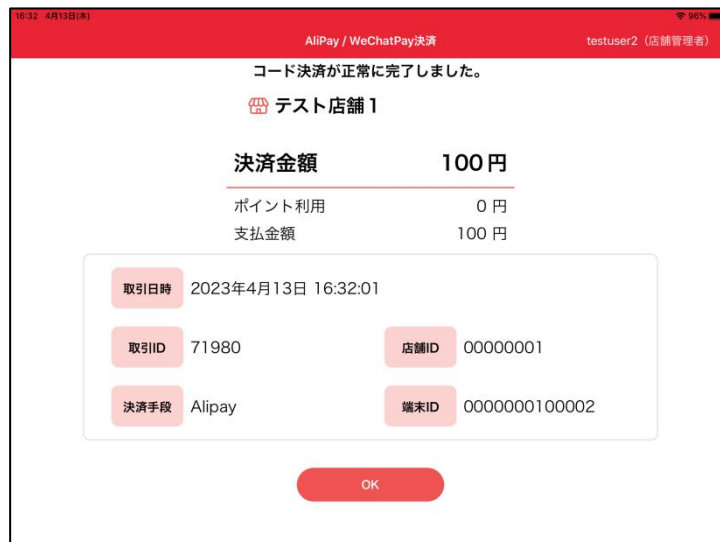 16:32 4月13日(木) 96%
AliPay / WeChatPay決済 testuser2（店舗管理者）
コード決済が正常に完了しました。
テスト店舗１
決済金額 100円
ポイント利用 0 円
支払金額 100 円
取引日時 2023年4月13日 16:32:01
取引ID 71980 店舗ID 00000001
決済手段 Alipay 端末ID 0000000100002
OK